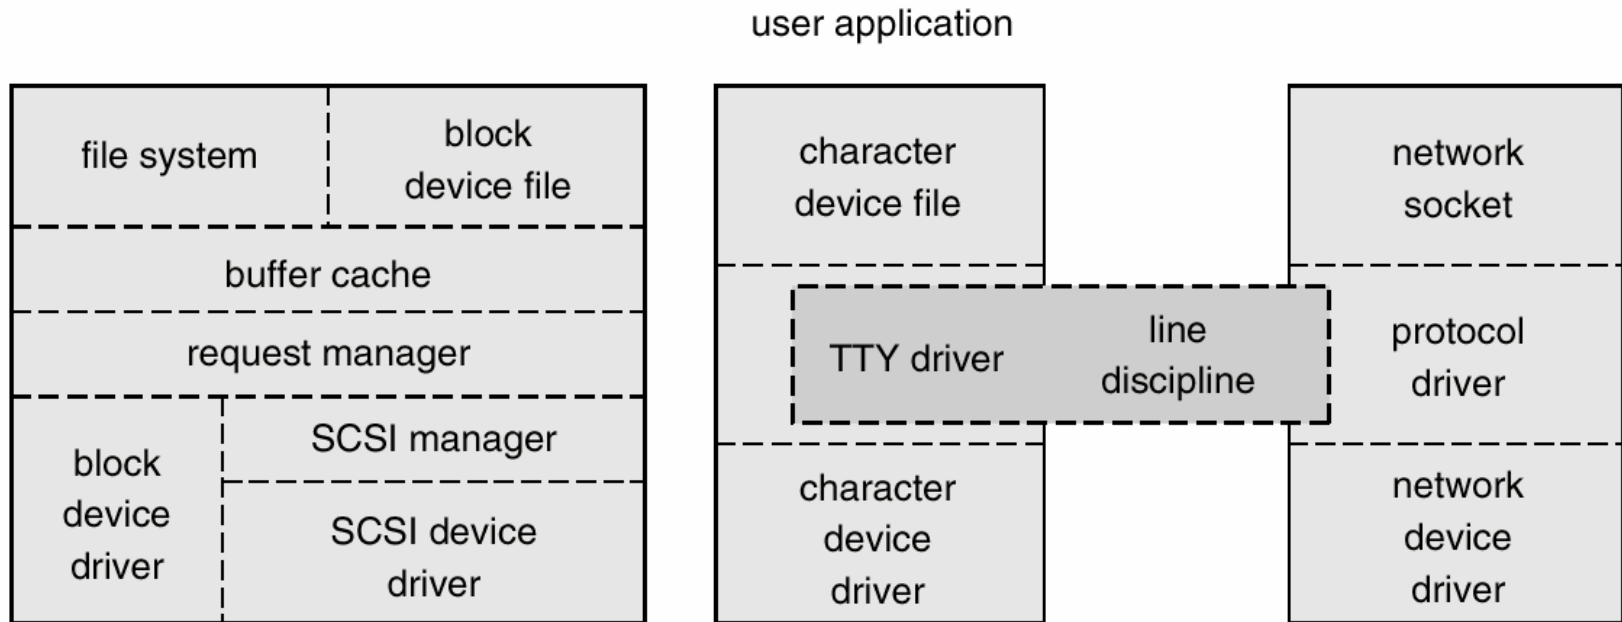 user application
file system
block
device file
buffer cache
request manager
block
device
driver
SCSI manager
SCSI device
driver
character
device file
TTY driver
line
discipline
character
device
driver
network
socket
protocol
driver
network
device
driver